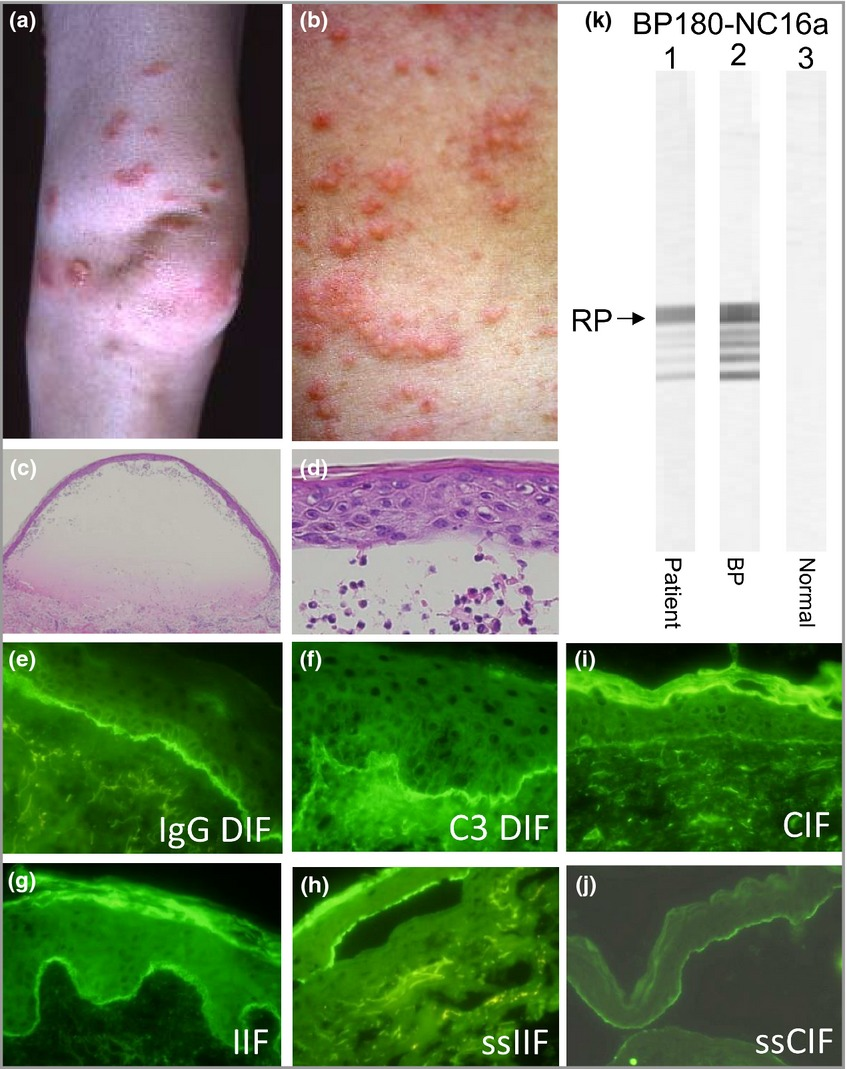 (a)
(b)
(k)
BP180-NC16a
1 2 3
RP
Patient
BP
Normal
(c)
(d)
(e)
IgG DIF
(f)
C3 DIF
(i)
CIF
(g)
IIF
(h)
ssIIF
(j)
ssCIF